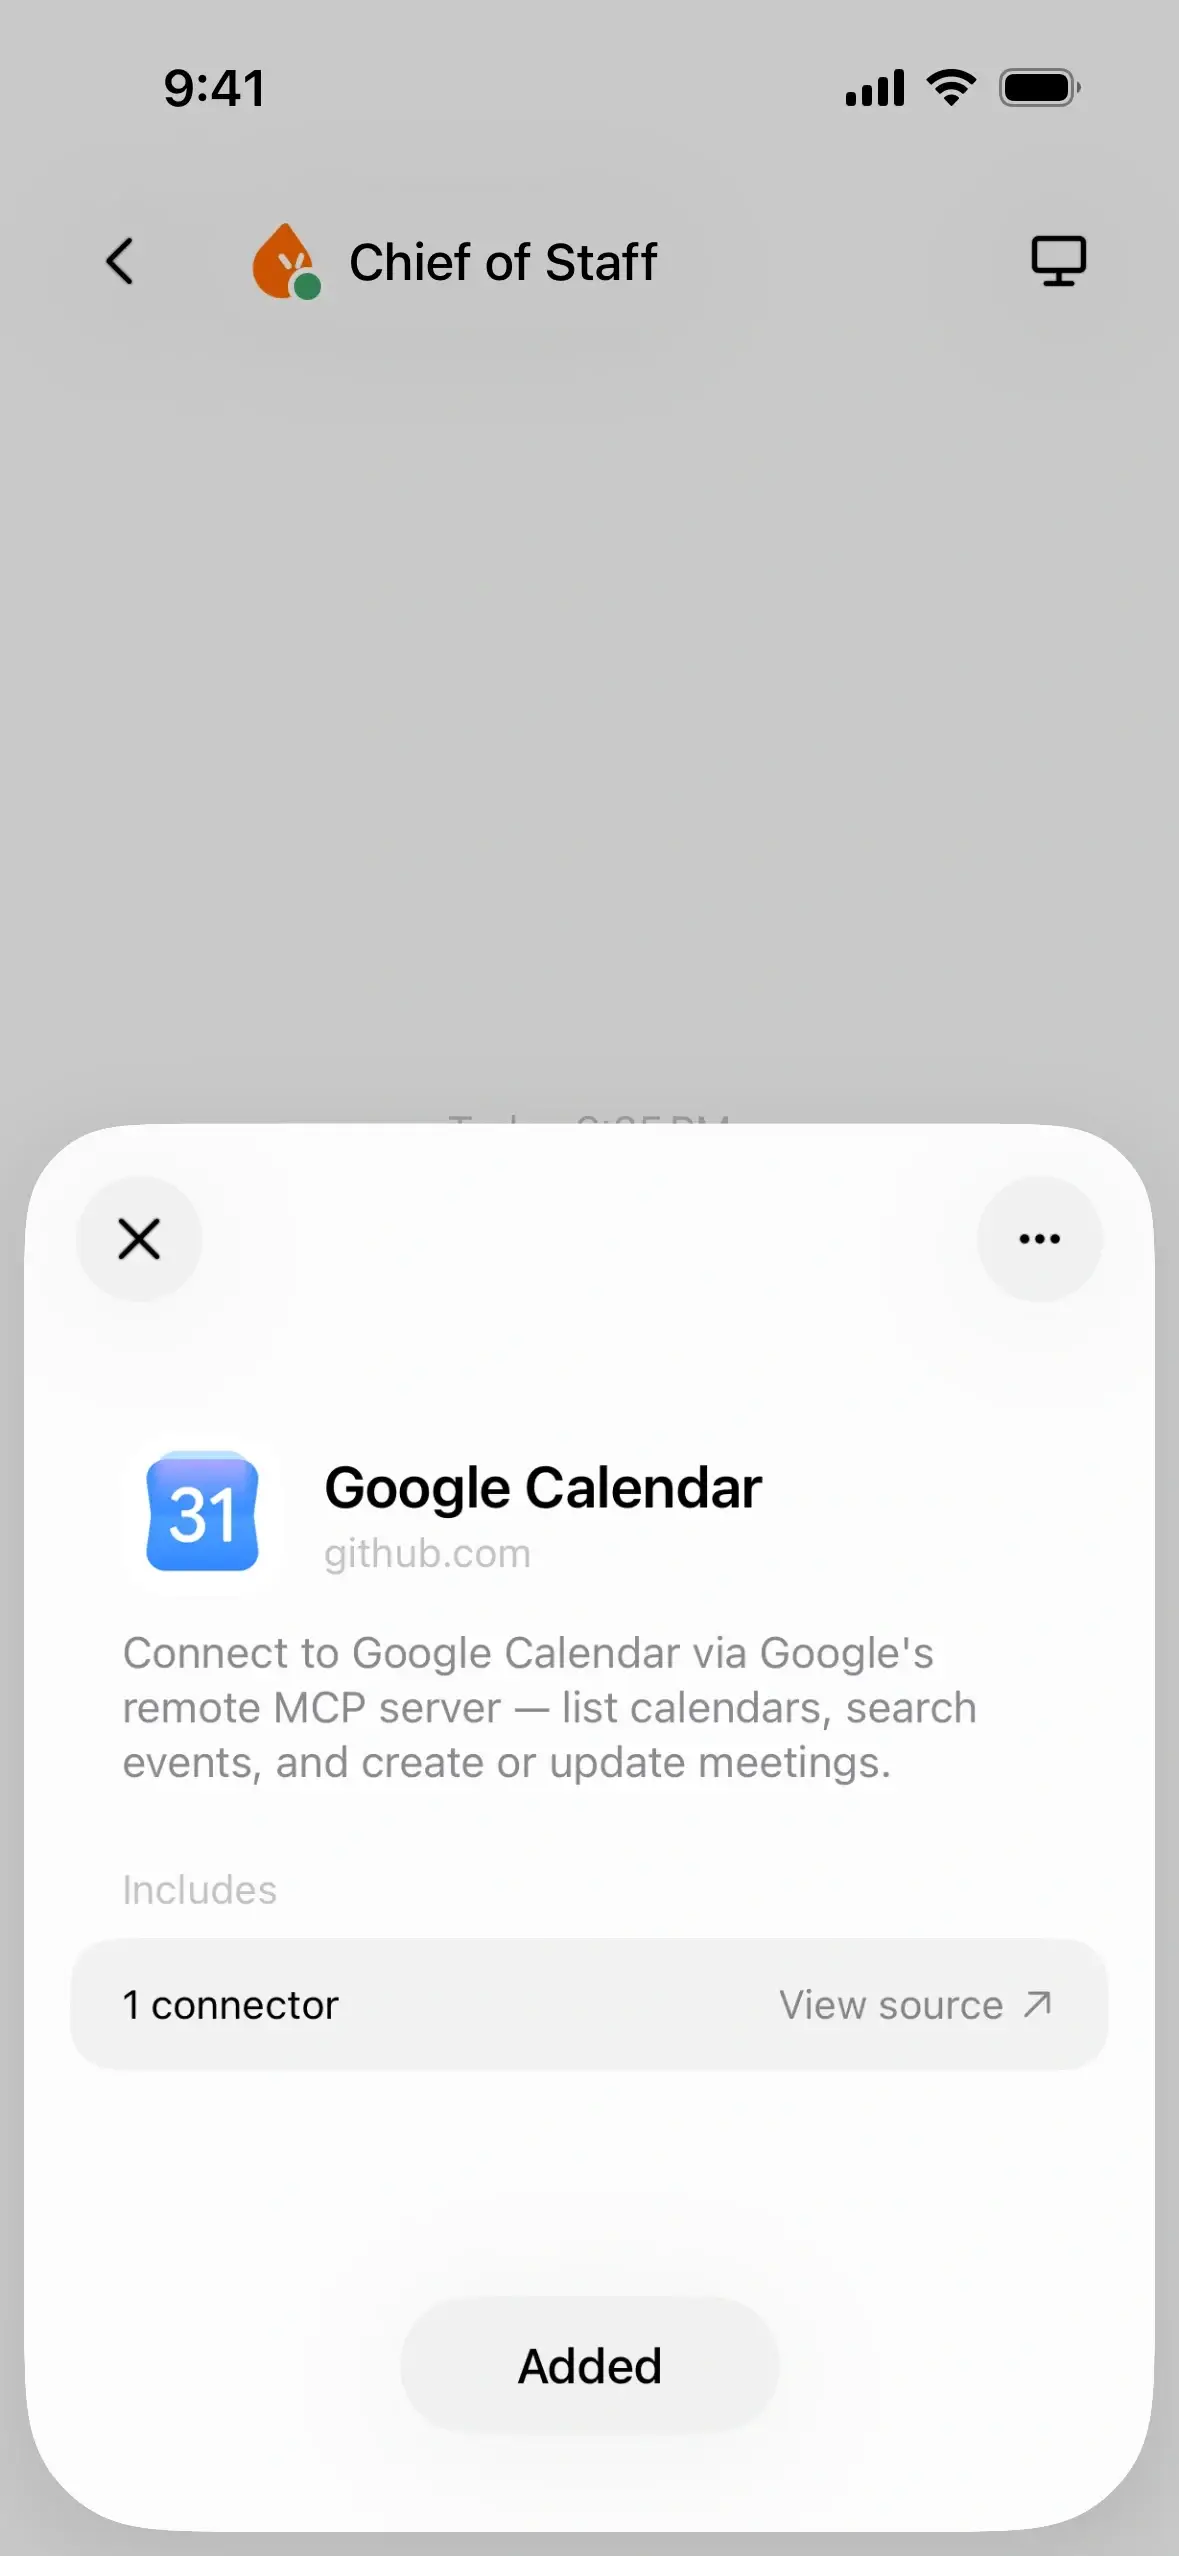 9:41
Chief of Staff
Google Calendar
31
github.com
Connect to Google Calendar via Google's
remote MCP server — list calendars, search
events, and create or update meetings.
Includes
1 connector View source
Added